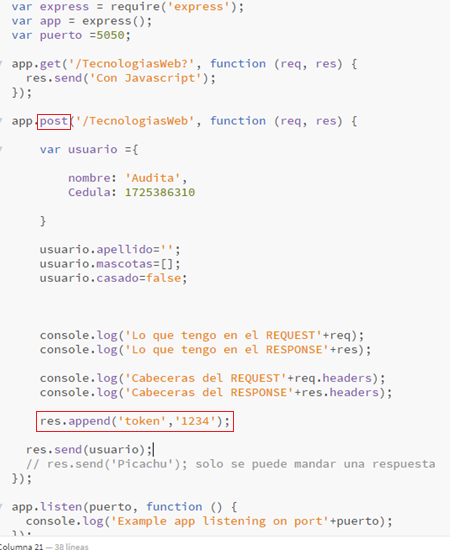 var express = require('express');
var app = express();
var puerto =5050;
app.get('/TecnologiasWeb?', function (req, res) {
res.send('Con Javascript');
});
app.post('/TecnologiasWeb', function (req, res) {
var usuario ={
nombre: 'Audita',
Cedula: 1725386310
}
usuario.apellido='';
usuario.mascotas=[];
usuario.casado=false;
console.log('Lo que tengo en el REQUEST'+req);
console.log('Lo que tengo en el RESPONSE'+res);
console.log('Cabeceras del REQUEST'+req.headers);
console.log('Cabeceras del RESPONSE'+res.headers);
res.append('token','1234');
res.send(usuario);
// res.send('Picachu'); solo se puede mandar una respuesta
});
app.listen(puerto, function () {
console.log('Example app listening on port'+puerto);
});
Columna 21 — 38 líneas